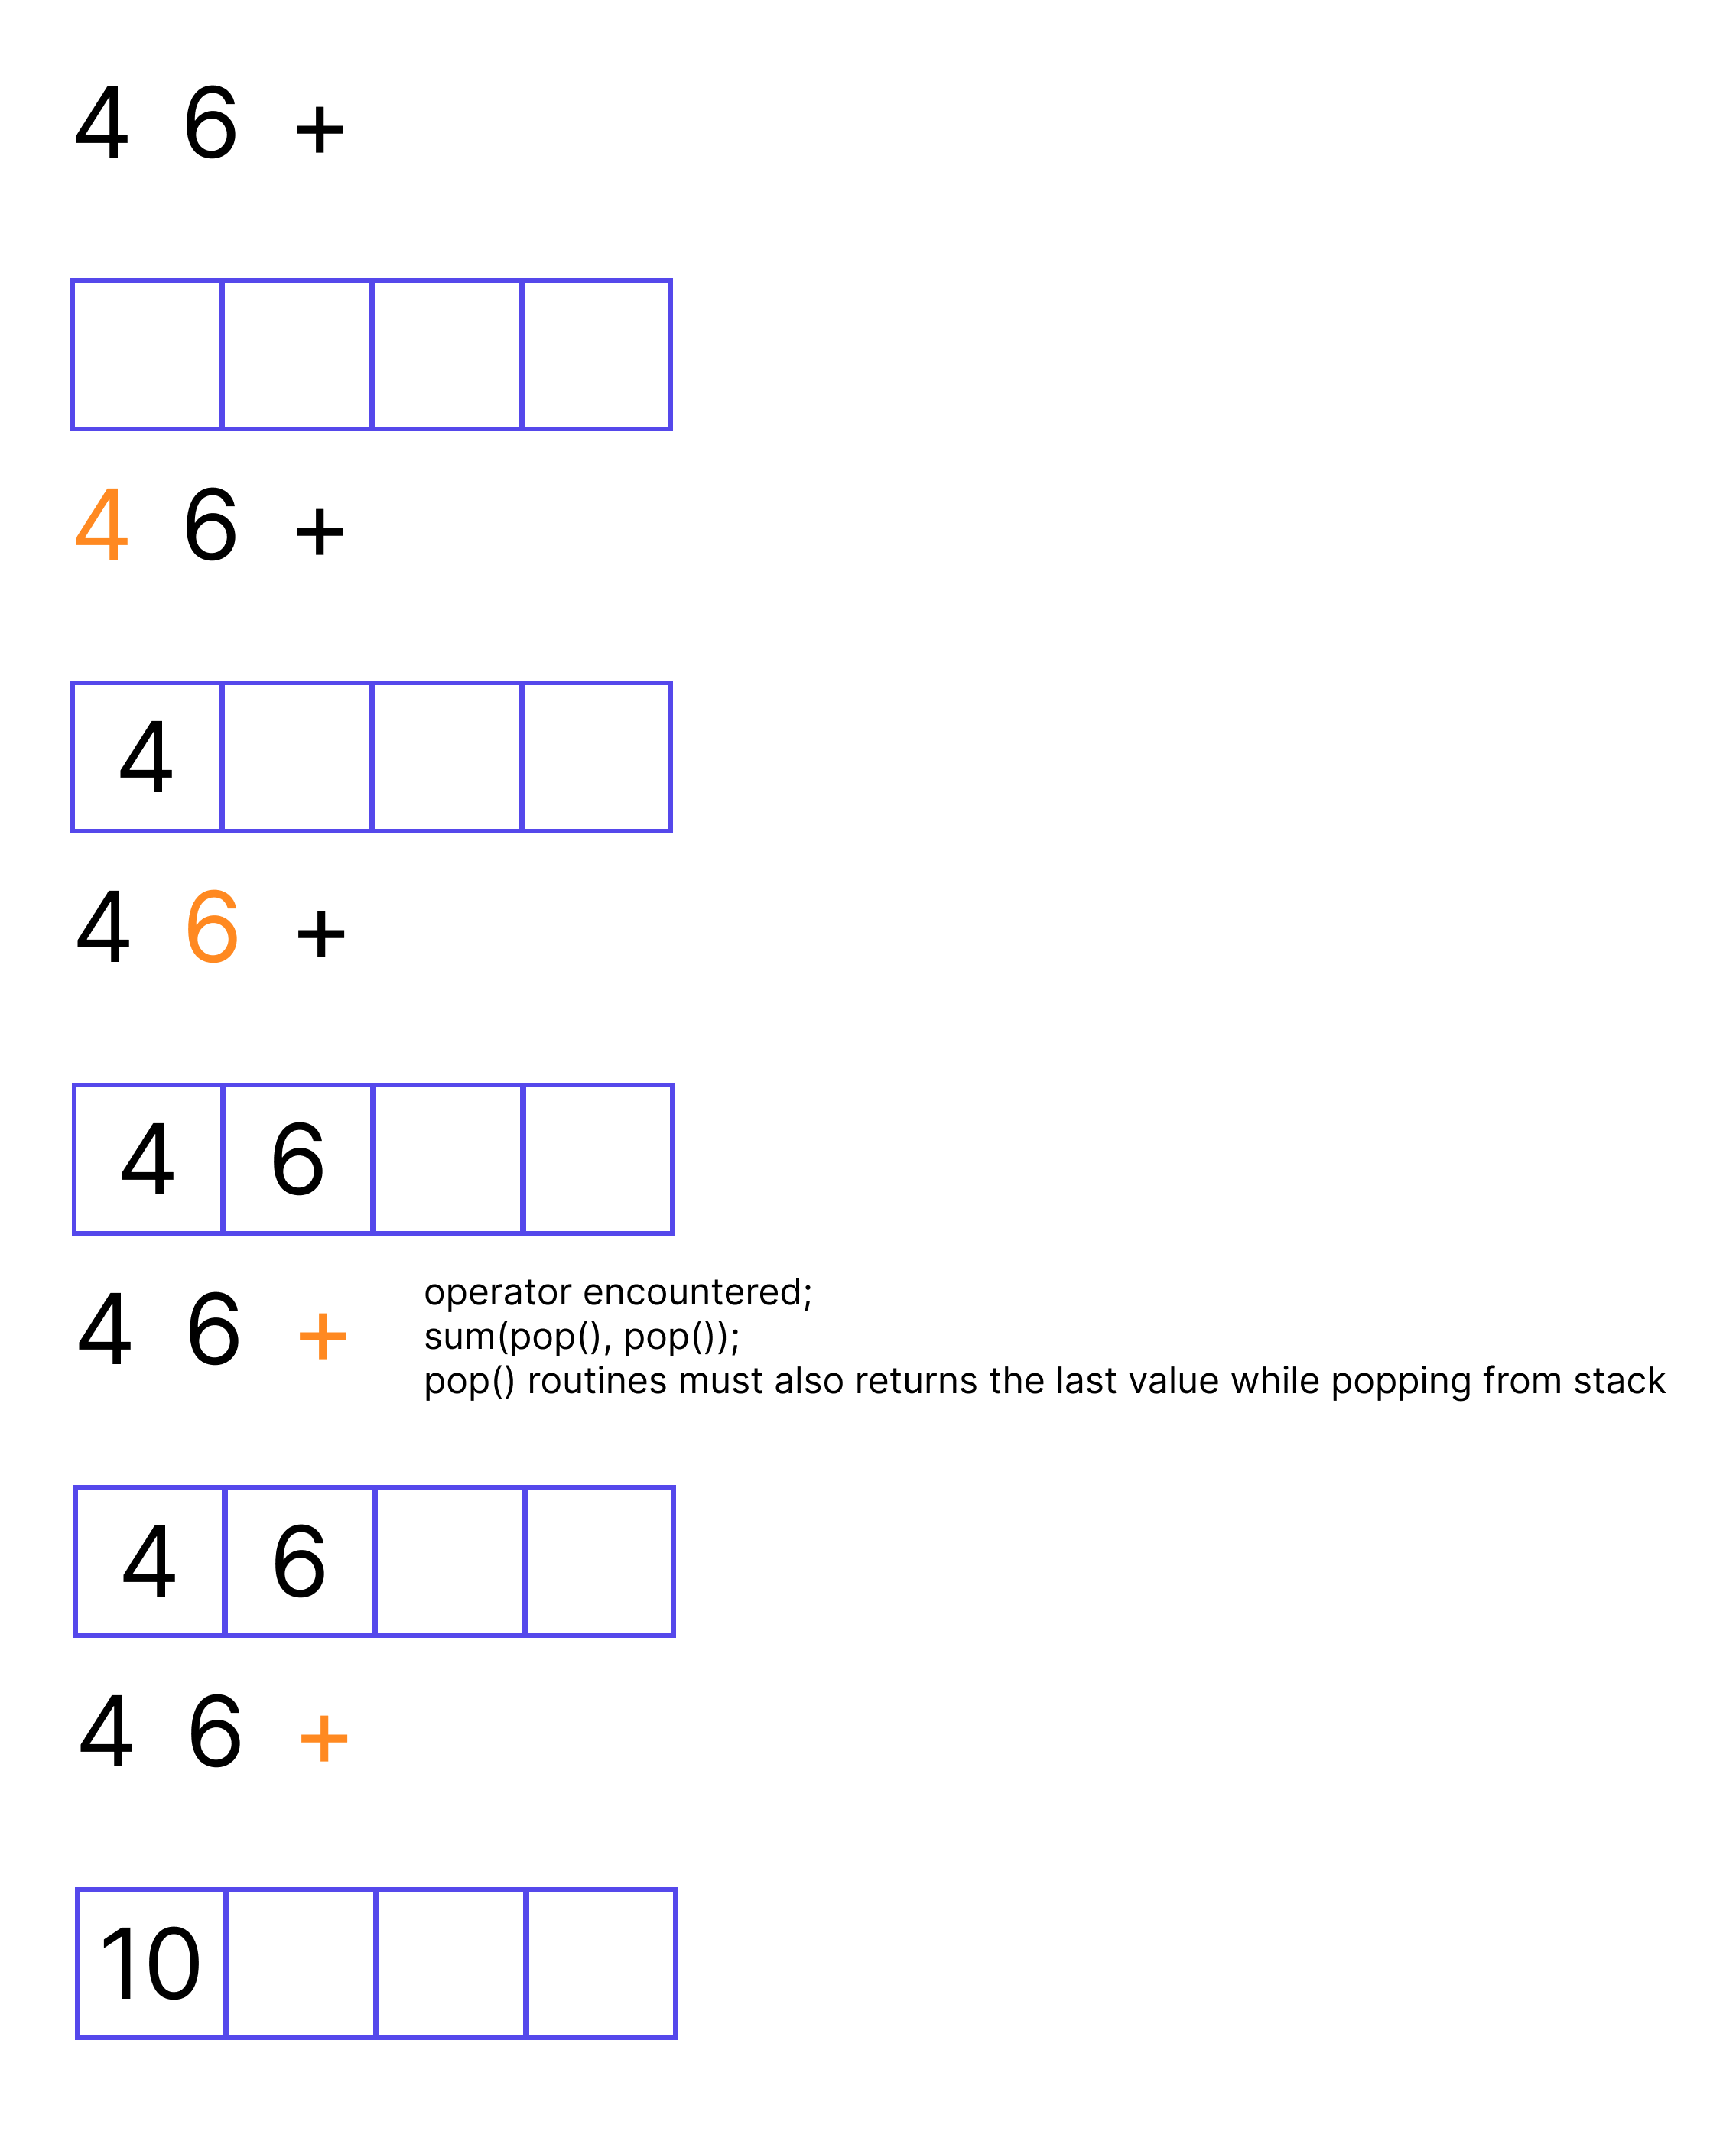 4 6 +
4 6 +
4
4 6 +
4 6
4 6 +
operator encountered;
sum(pop(), pop());
pop() routines must also returns the last value while popping from stack
4 6
4 6 +
10